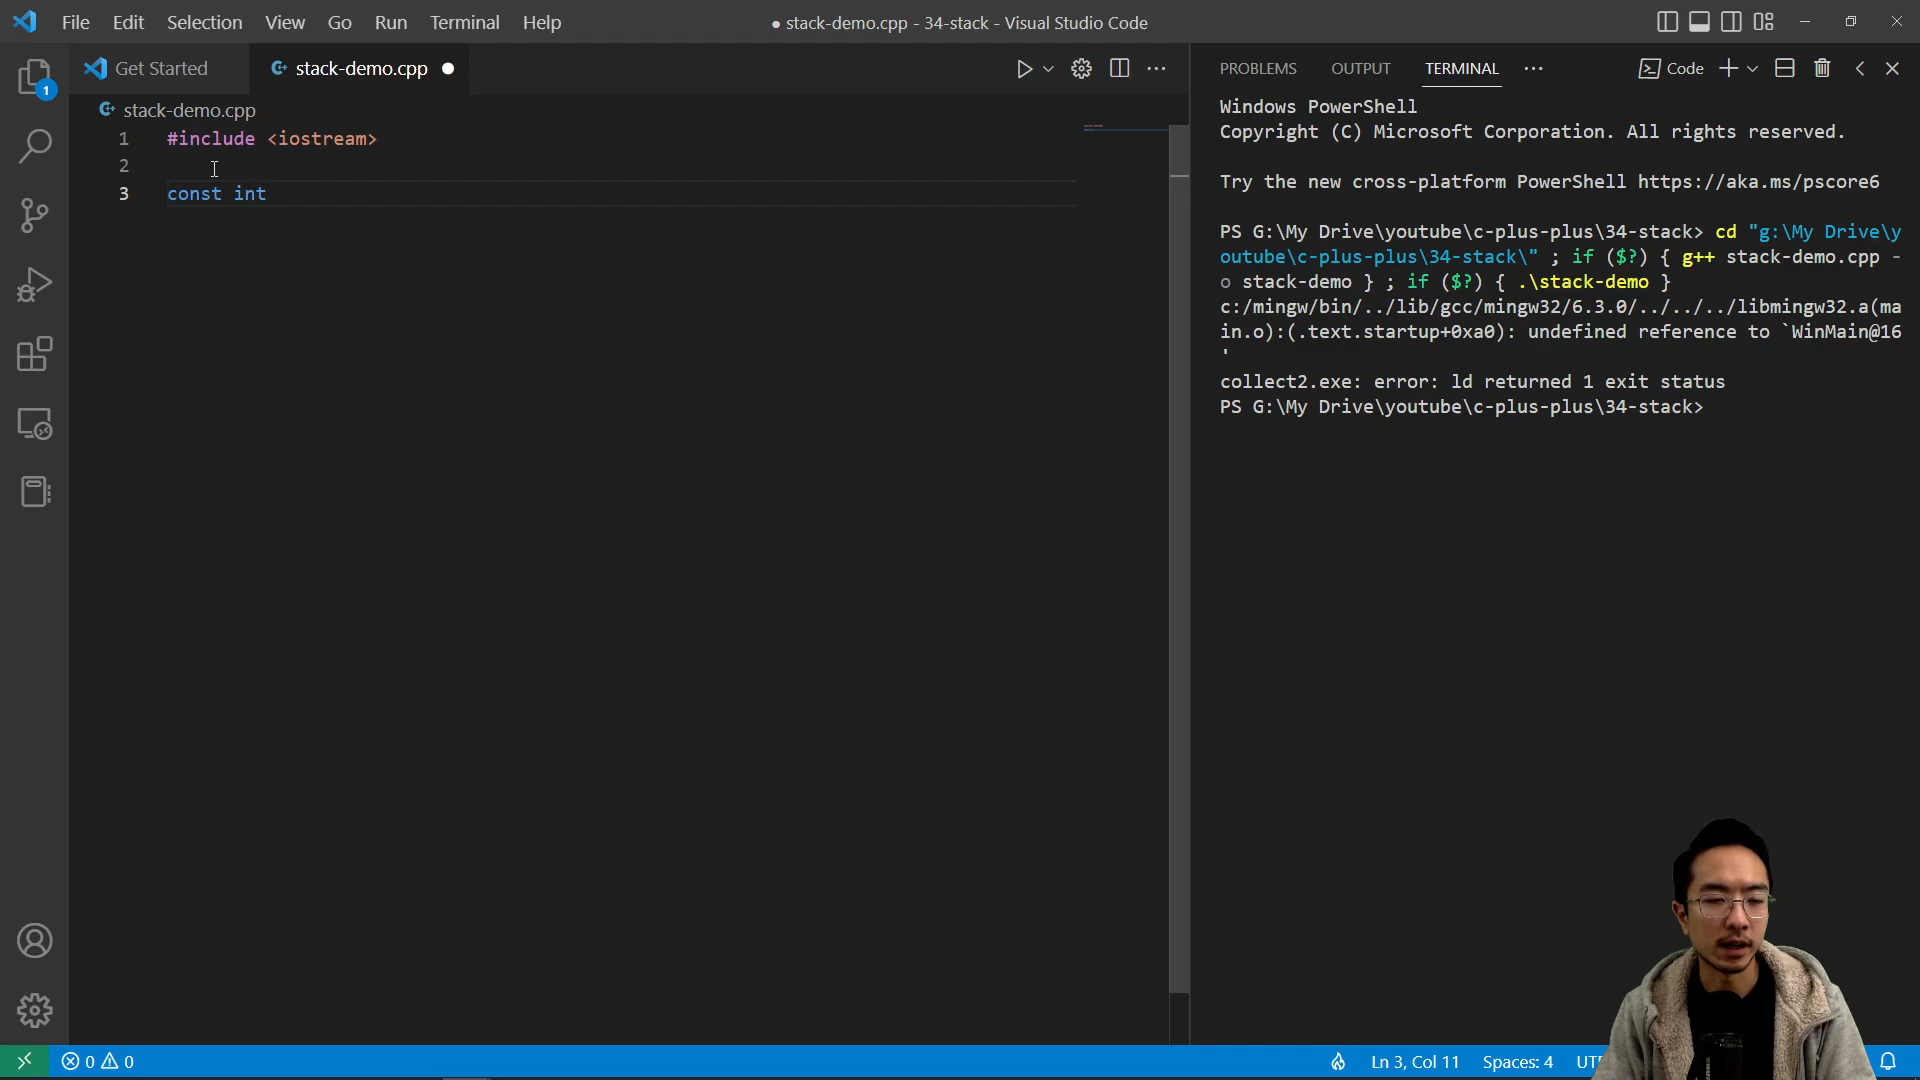 File Edit Selection View Go Run Terminal Help
● stack-demo.cpp - 34-stack - Visual Studio Code
Get Started
stack-demo.cpp ●
PROBLEMS OUTPUT TERMINAL ··· Code
stack-demo.cpp
1 #include <iostream>
2
3 const int
Windows PowerShell
Copyright (C) Microsoft Corporation. All rights reserved.
Try the new cross-platform PowerShell https://aka.ms/pscore6
PS G:\My Drive\youtube\c-plus-plus\34-stack> cd "g:\My Drive\y
outube\c-plus-plus\34-stack\" ; if ($?) { g++ stack-demo.cpp -
o stack-demo } ; if ($?) { .\stack-demo }
c:/mingw/bin/../lib/gcc/mingw32/6.3.0/../../../libmingw32.a(ma
in.o):(.text.startup+0xa0): undefined reference to `WinMain@16
'
collect2.exe: error: ld returned 1 exit status
PS G:\My Drive\youtube\c-plus-plus\34-stack>
1
0 0
Ln 3, Col 11 Spaces: 4